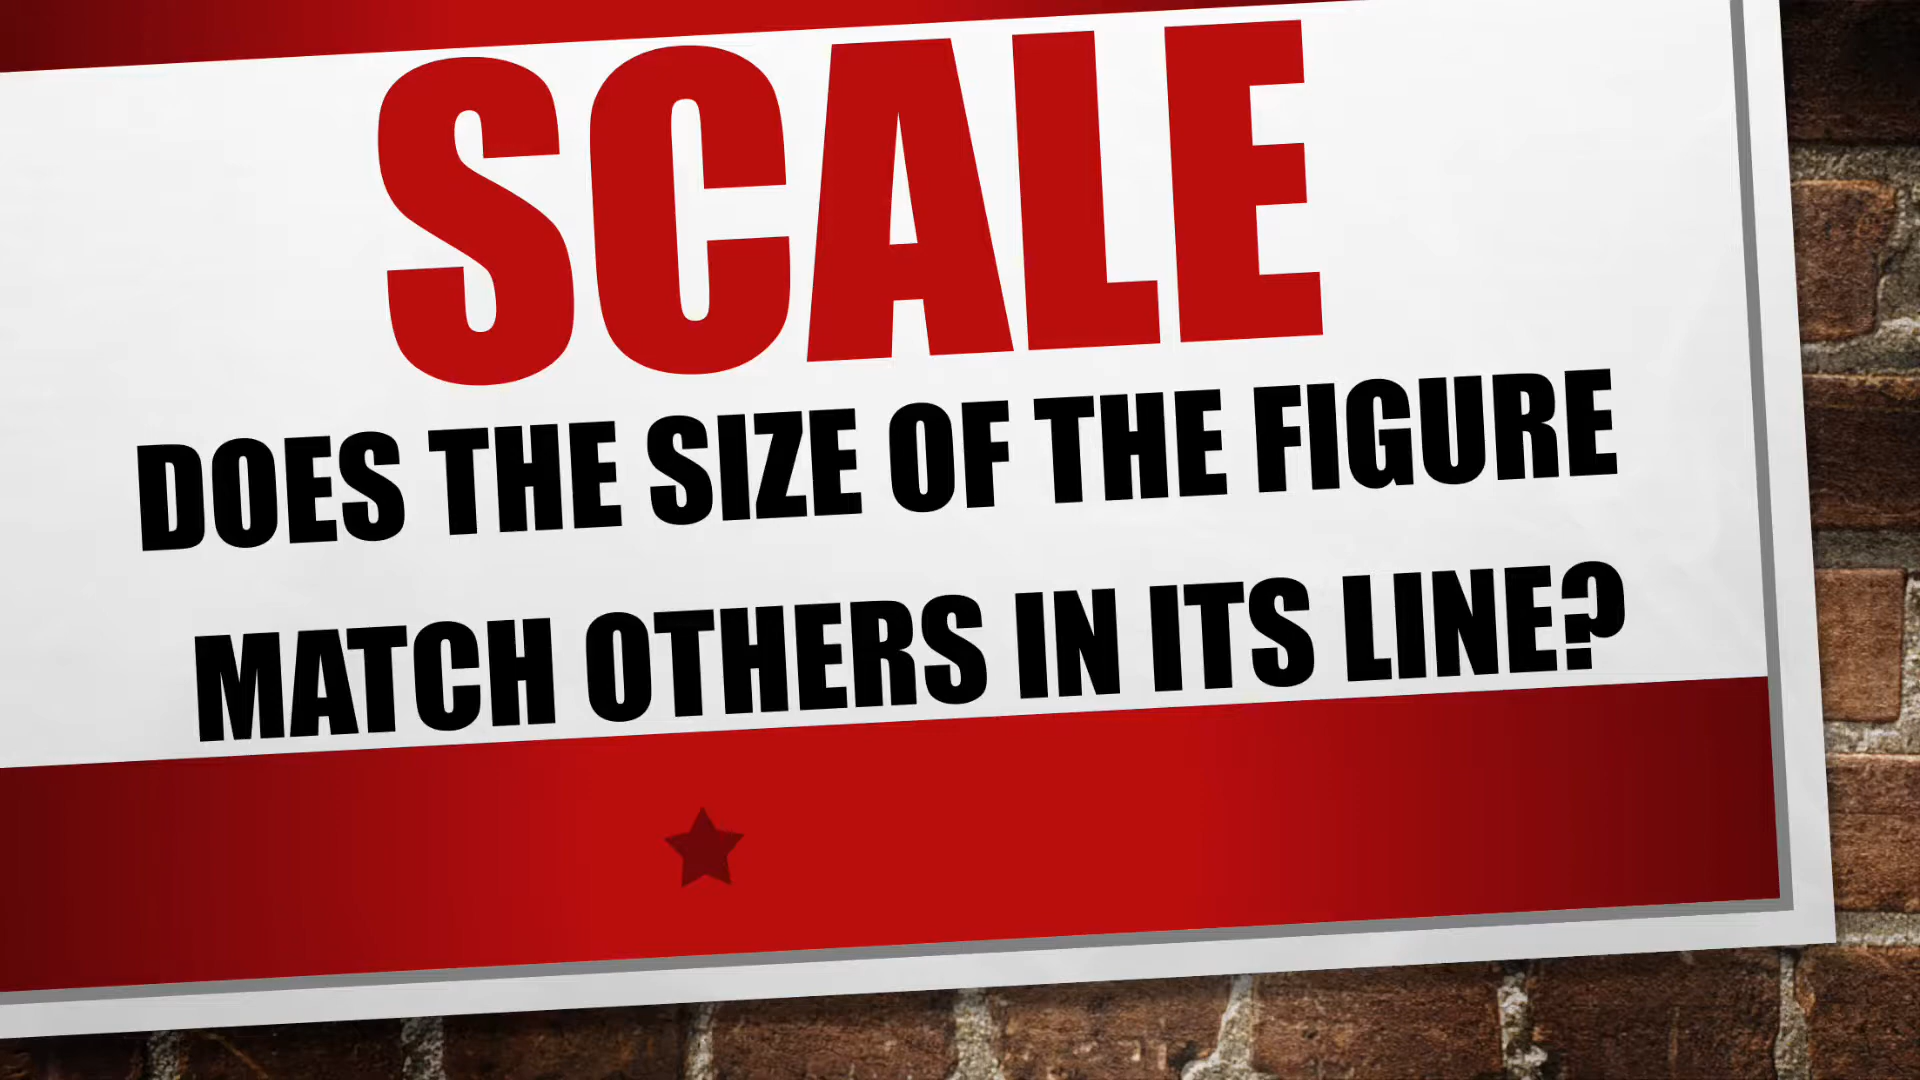 SCALE
DOES THE SIZE OF THE FIGURE
MATCH OTHERS IN ITS LINE?